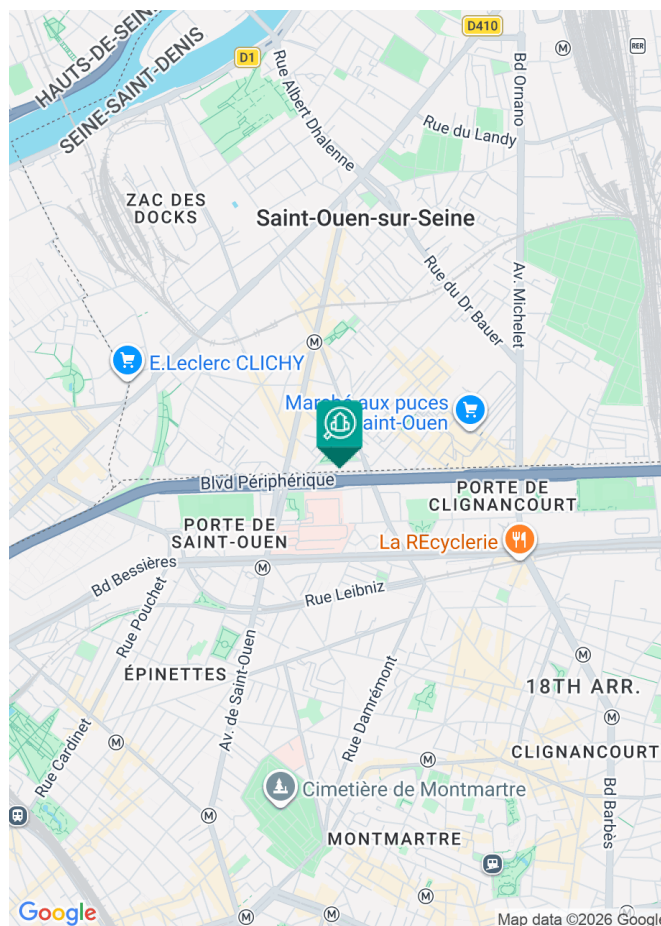 D410
HAUTS-DE-SEIN
D1
RER
SEINE-SAINT-DENIS
Rue Albert Dhalenne
Bd Ornano
Rue du Landy
ZAC DES
DOCKS
Saint-Ouen-sur-Seine
Rue du Dr Bauer
Av. Michelet
M
E.Leclerc CLICHY
Marché aux puces
Saint-Ouen
Blvd Périphérique
PORTE DE
CLIGNANCOURT
PORTE DE
SAINT-OUEN
La REcyclerie
Bd Bessières
Rue Leibniz
Rue Pouchet
ÉPINETTES
Av. de Saint-Ouen
Rue Damrémont
18TH ARR.
Rue Cardinet
CLIGNANCOURT
Cimetière de Montmartre
Bd Barbès
MONTMARTRE
Google
Map data ©2026 Google